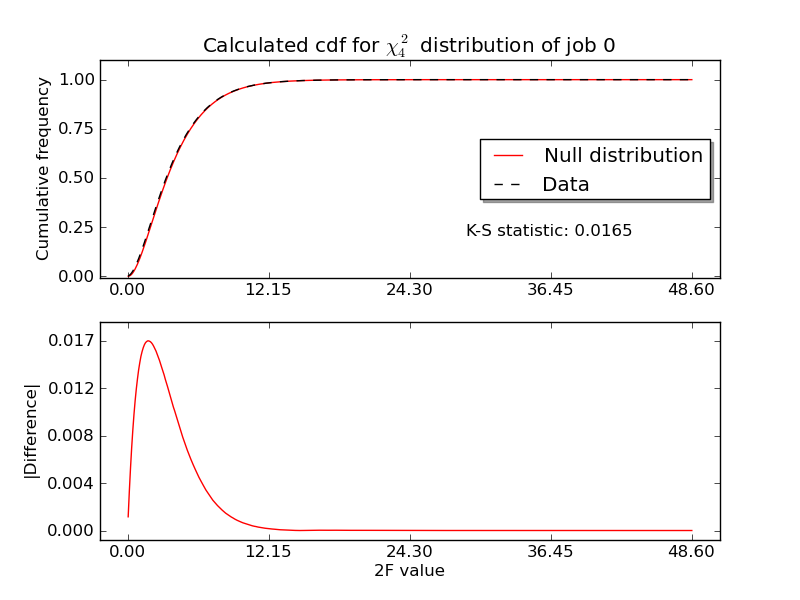 Calculated cdf for χ₄² distribution of job 0
Cumulative frequency
1.00
0.75
0.50
0.25
0.00
Null distribution
Data
K-S statistic: 0.0165
0.00 12.15 24.30 36.45 48.60
|Difference|
0.017
0.012
0.008
0.004
0.000
0.00 12.15 24.30 36.45 48.60
2F value